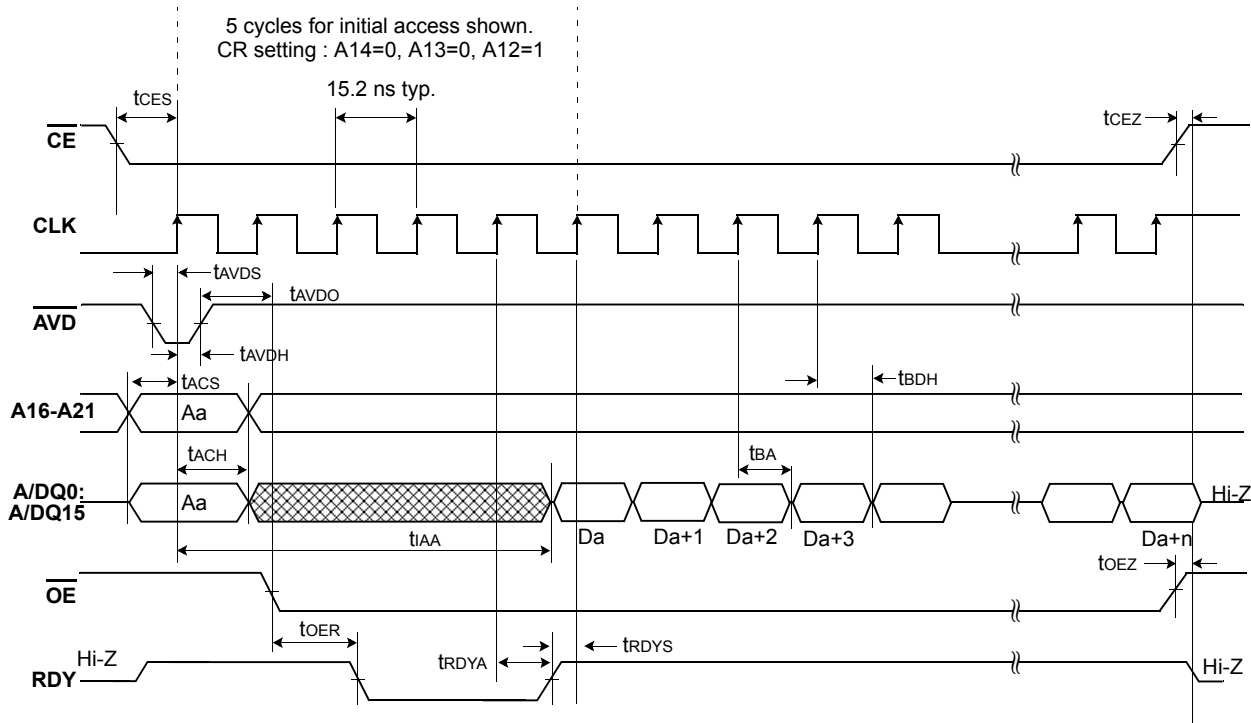 5 cycles for initial access shown.
CR setting : A14=0, A13=0, A12=1
15.2 ns typ.
tCES
tCEZ
CE
CLK
tAVDS
tAVDO
AVD
tAVDH
tACS
tBDH
A16-A21
Aa
tACH
tBA
A/DQ0:
A/DQ15
Aa
Hi-Z
tIAA
Da
Da+1
Da+2
Da+3
Da+n
tOEZ
OE
tOER
tRDYA
tRDYS
Hi-Z
Hi-Z
RDY